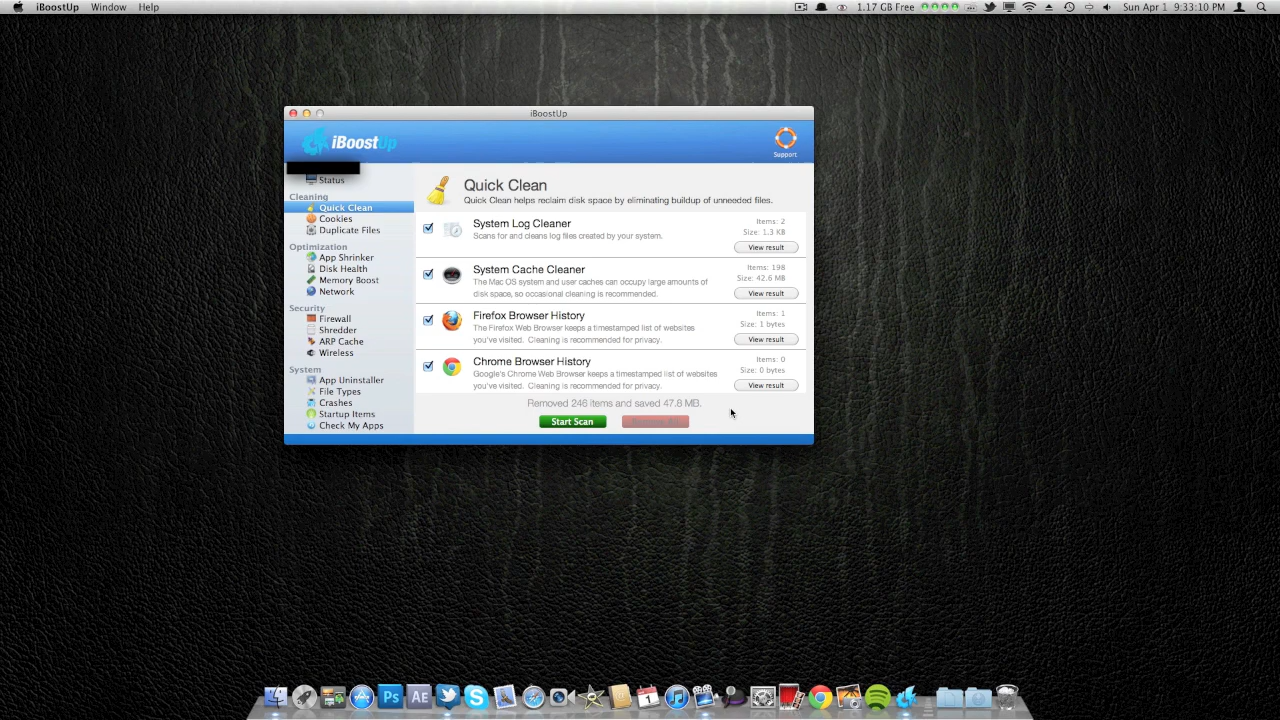 iBoostUp Window Help
1.17 GB Free
Sun Apr 1 9:33:10 PM
iBoostUp
iBoostUp
Support
Status
Cleaning
Quick Clean
Cookies
Duplicate Files
Optimization
App Shrinker
Disk Health
Memory Boost
Network
Security
Firewall
Shredder
ARP Cache
Wireless
System
App Uninstaller
File Types
Crashes
Startup Items
Check My Apps
Quick Clean
Quick Clean helps reclaim disk space by eliminating buildup of unneeded files.
System Log Cleaner
Scans for and cleans log files created by your system.
Items: 2
Size: 1.3 KB
View result
System Cache Cleaner
The Mac OS system and user caches can occupy large amounts of
disk space, so occasional cleaning is recommended.
Items: 198
Size: 42.6 MB
View result
Firefox Browser History
The Firefox Web Browser keeps a timestamped list of websites
you've visited. Cleaning is recommended for privacy.
Items: 1
Size: 1 bytes
View result
Chrome Browser History
Google's Chrome Web Browser keeps a timestamped list of websites
you've visited. Cleaning is recommended for privacy.
Items: 0
Size: 0 bytes
View result
Removed 246 items and saved 47.8 MB.
Start Scan
Ps
Ae
1